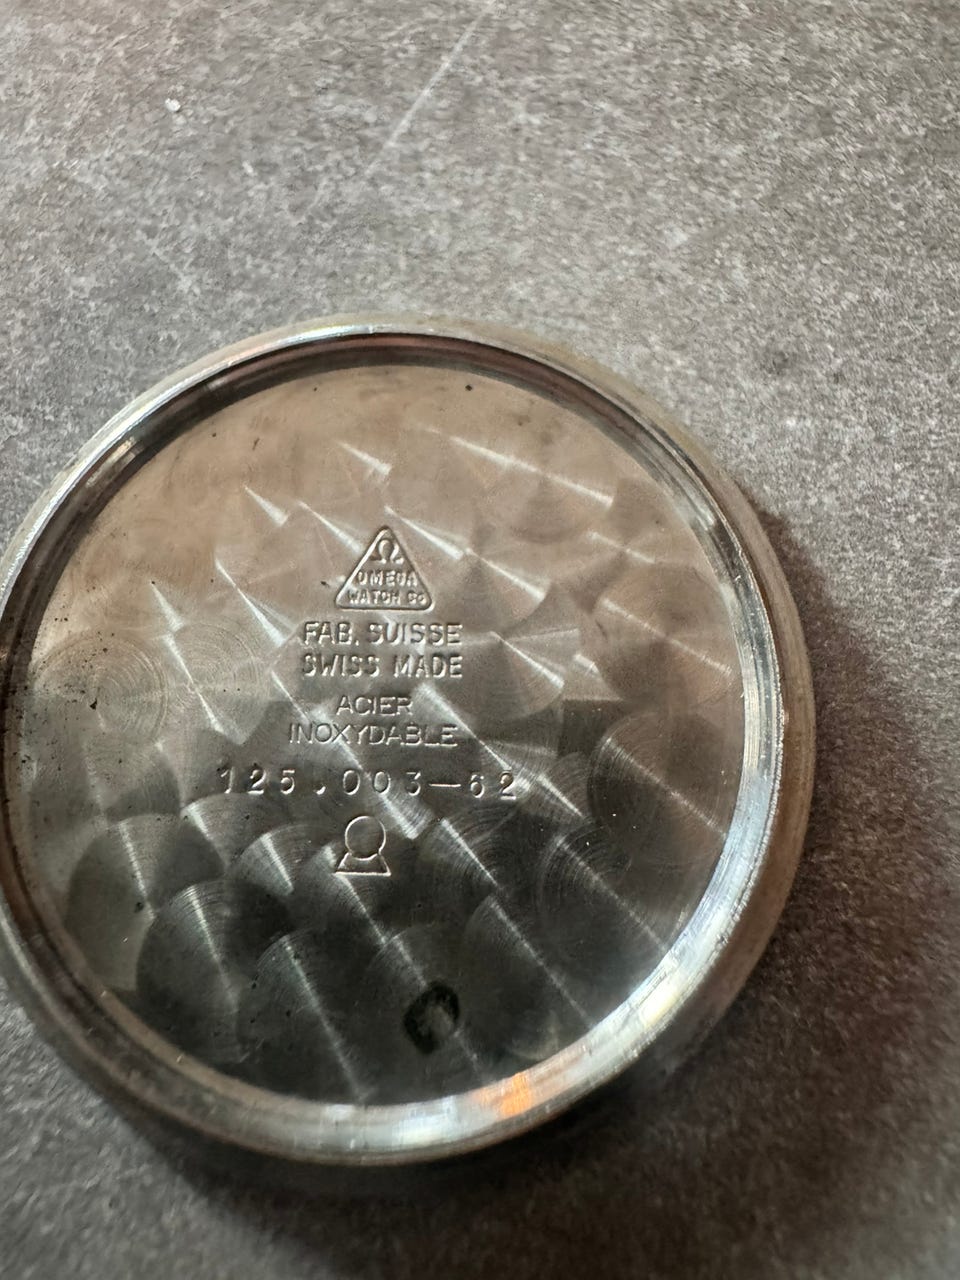 Ω
OMEGA
WATCH Co
FAB. SUISSE
SWISS MADE
ACIER
INOXYDABLE
125.003-62